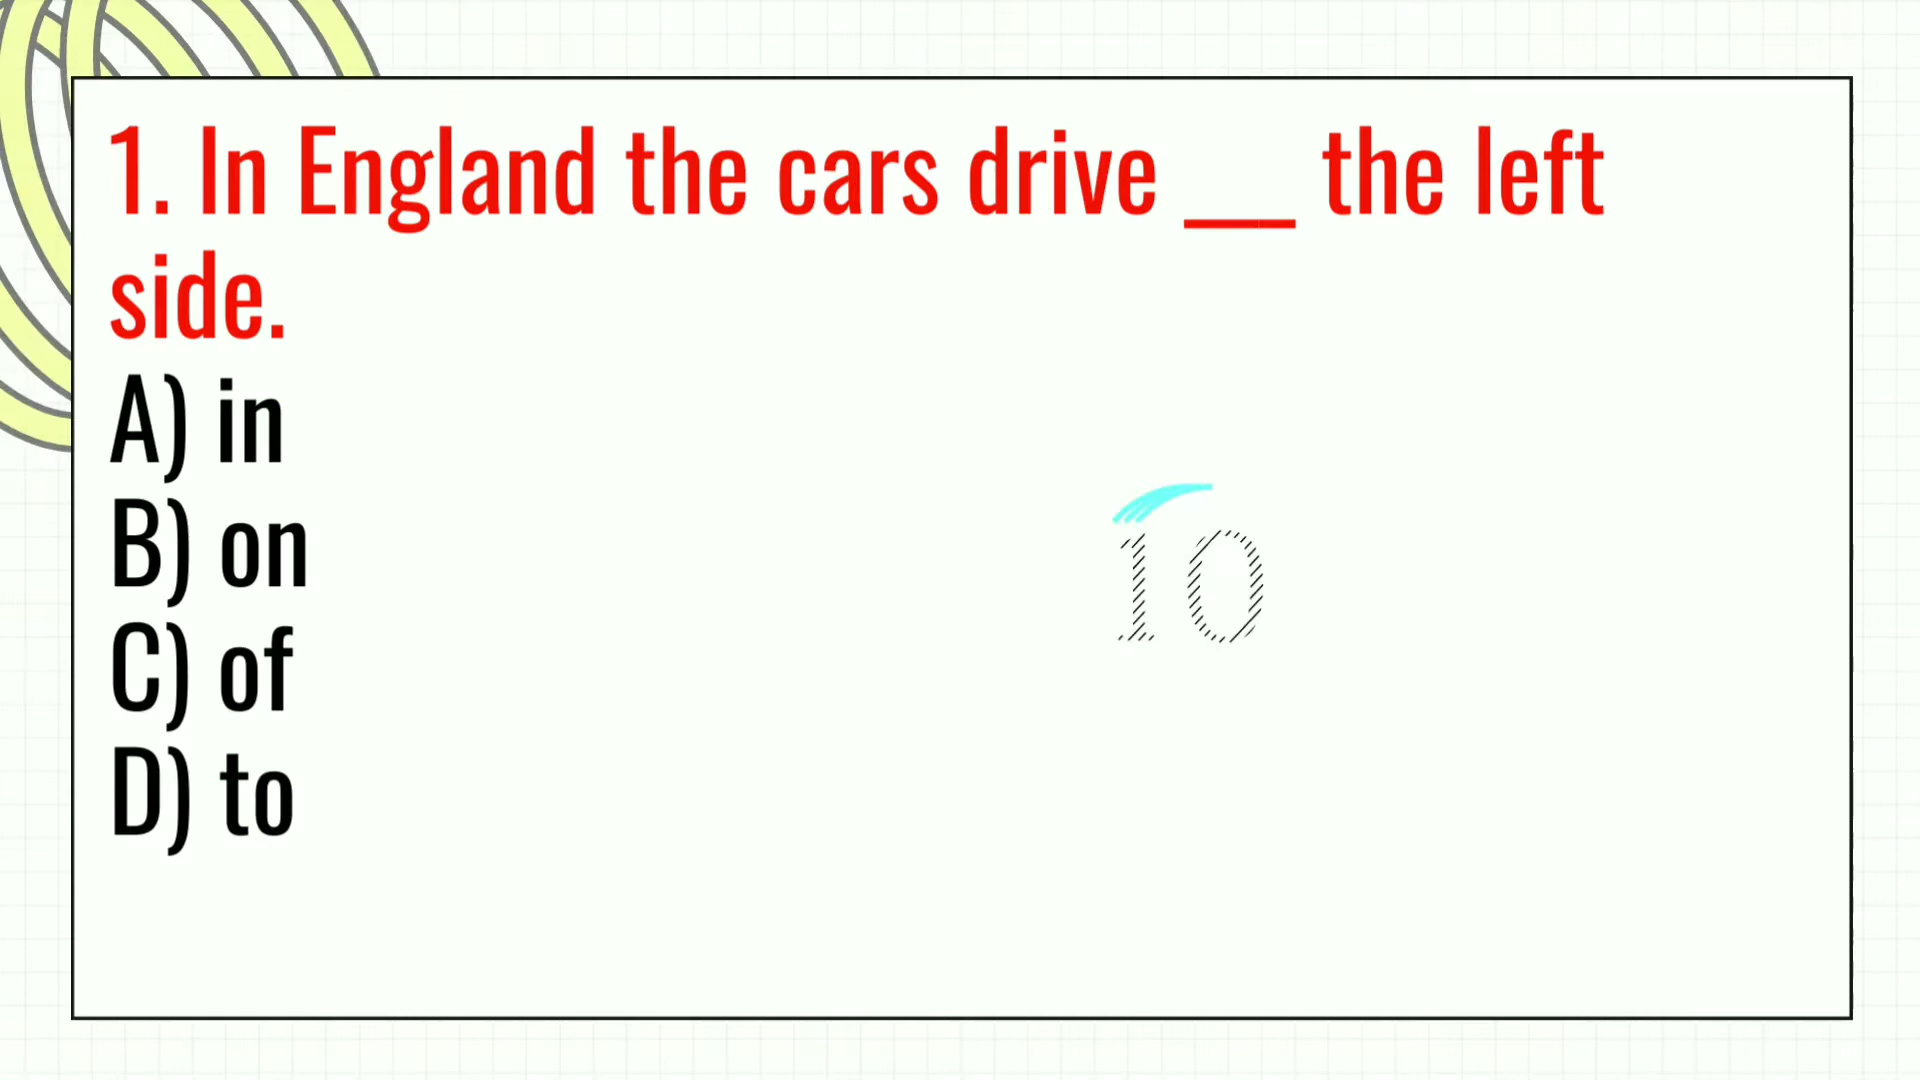 1. In England the cars drive __ the left
side.
A) in
B) on
C) of
D) to
10